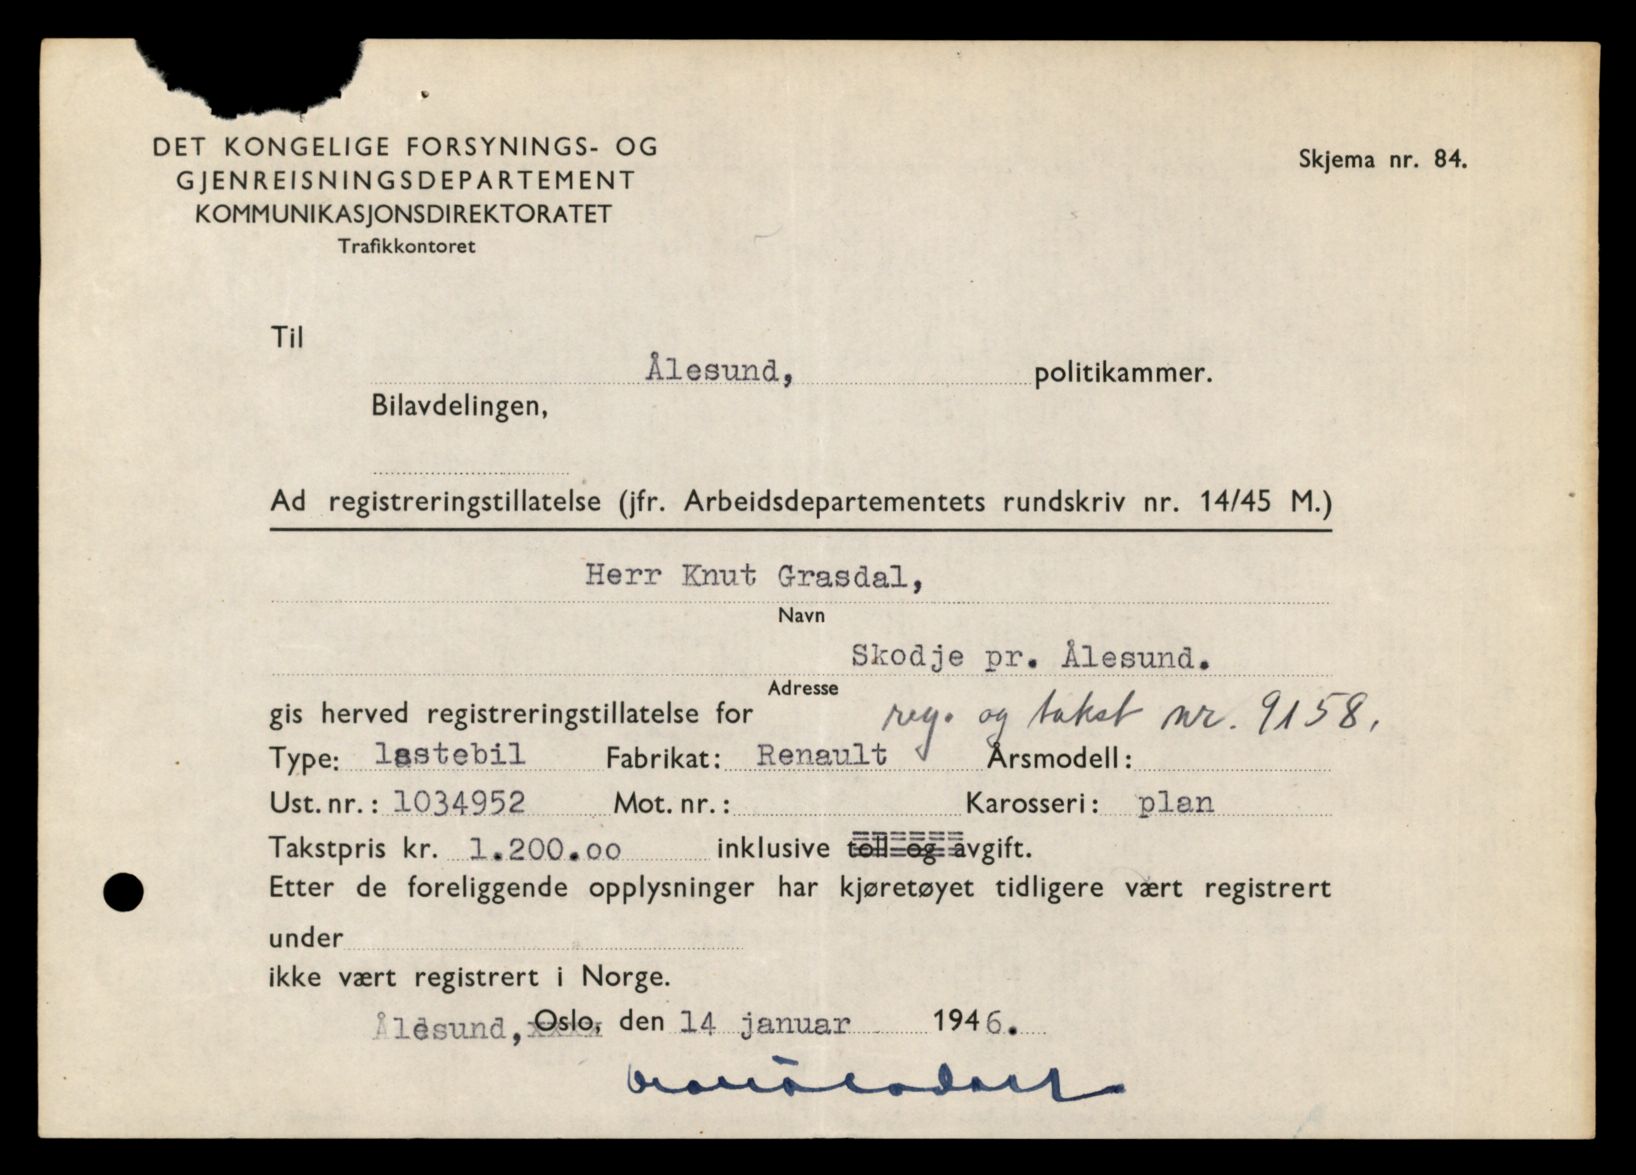 DET KONGELIGE FORSYNINGS- OG
GJENREISNINGSDEPARTEMENT
KOMMUNIKASJONSDIREKTORATET
Trafikkontoret
Skjema nr. 84.
Til
Ålesund, politikammer.
Bilavdelingen,
Ad registreringstillatelse (jfr. Arbeidsdepartementets rundskriv nr. 14/45 M.)
Herr Knut Grasdal,
Navn
Skodje pr. Ålesund.
Adresse
gis herved registreringstillatelse for reg. og takst nr. 9158.
Type: lastebil Fabrikat: Renault Årsmodell:
Ust. nr.: 1034952 Mot. nr.: Karosseri: plan
Takstpris kr. 1.200.oo inklusive toll og avgift.
Etter de foreliggende opplysninger har kjøretøyet tidligere vært registrert
under
ikke vært registrert i Norge.
Ålesund, Oslo, den 14 januar 1946.